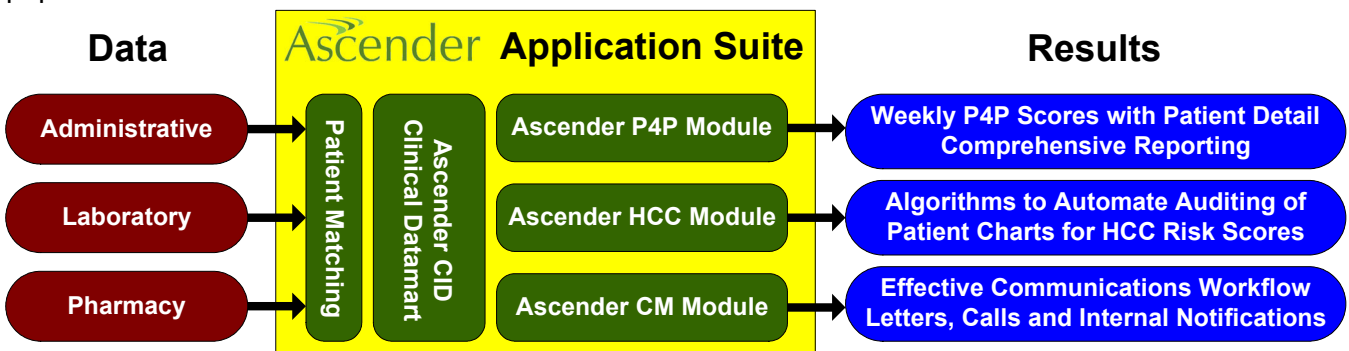 Data
Ascender Application Suite
Results
Administrative
Laboratory
Pharmacy
Patient Matching
Ascender CID
Clinical Datamart
Ascender P4P Module
Ascender HCC Module
Ascender CM Module
Weekly P4P Scores with Patient Detail
Comprehensive Reporting
Algorithms to Automate Auditing of
Patient Charts for HCC Risk Scores
Effective Communications Workflow
Letters, Calls and Internal Notifications